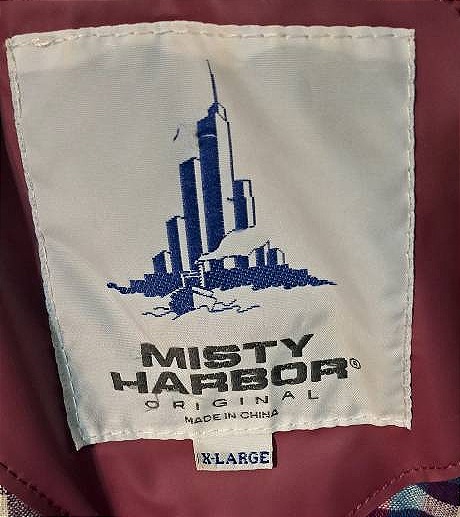 MISTY
HARBOR®
ORIGINAL
MADE IN CHINA
X-LARGE